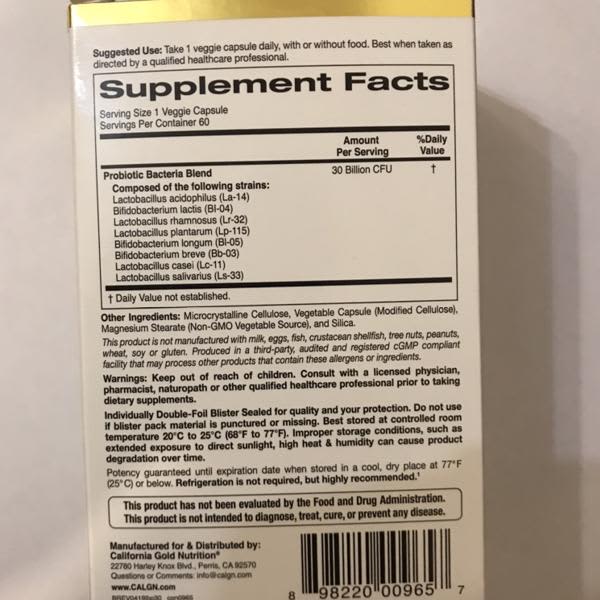 Suggested Use: Take 1 veggie capsule daily, with or without food. Best when taken as
directed by a qualified healthcare professional.
Supplement Facts
Serving Size 1 Veggie Capsule
Servings Per Container 60
Amount Per Serving
%Daily Value
Probiotic Bacteria Blend 30 Billion CFU †
Composed of the following strains:
Lactobacillus acidophilus (La-14)
Bifidobacterium lactis (Bl-04)
Lactobacillus rhamnosus (Lr-32)
Lactobacillus plantarum (Lp-115)
Bifidobacterium longum (Bl-05)
Bifidobacterium breve (Bb-03)
Lactobacillus casei (Lc-11)
Lactobacillus salivarius (Ls-33)
† Daily Value not established.
Other Ingredients: Microcrystalline Cellulose, Vegetable Capsule (Modified Cellulose),
Magnesium Stearate (Non-GMO Vegetable Source), and Silica.
This product is not manufactured with milk, eggs, fish, crustacean shellfish, tree nuts, peanuts,
wheat, soy or gluten. Produced in a third-party, audited and registered cGMP compliant
facility that may process other products that contain these allergens or ingredients.
Warnings: Keep out of reach of children. Consult with a licensed physician,
pharmacist, naturopath or other qualified healthcare professional prior to taking
dietary supplements.
Individually Double-Foil Blister Sealed for quality and your protection. Do not use
if blister pack material is punctured or missing. Best stored at controlled room
temperature 20°C to 25°C (68°F to 77°F). Improper storage conditions, such as
extended exposure to direct sunlight, high heat & humidity can cause product
degradation over time.
Potency guaranteed until expiration date when stored in a cool, dry place at 77°F
(25°C) or below. Refrigeration is not required, but highly recommended.¹
This product has not been evaluated by the Food and Drug Administration.
This product is not intended to diagnose, treat, cure, or prevent any disease.
Manufactured for & Distributed by:
California Gold Nutrition®
22780 Harley Knox Blvd., Perris, CA 92570
Questions or Comments: info@calgn.com
www.CALGN.com
8 98220 00965 7